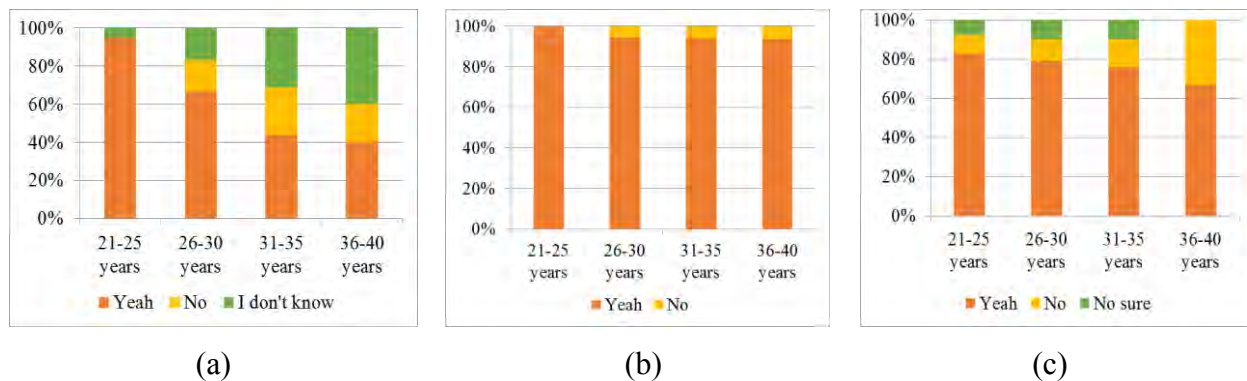 100%
80%
60%
40%
20%
0%
21-25 years
26-30 years
31-35 years
36-40 years
Yeah No I don't know
(a)
100%
80%
60%
40%
20%
0%
21-25 years
26-30 years
31-35 years
36-40 years
Yeah No
(b)
100%
80%
60%
40%
20%
0%
21-25 years
26-30 years
31-35 years
36-40 years
Yeah No No sure
(c)